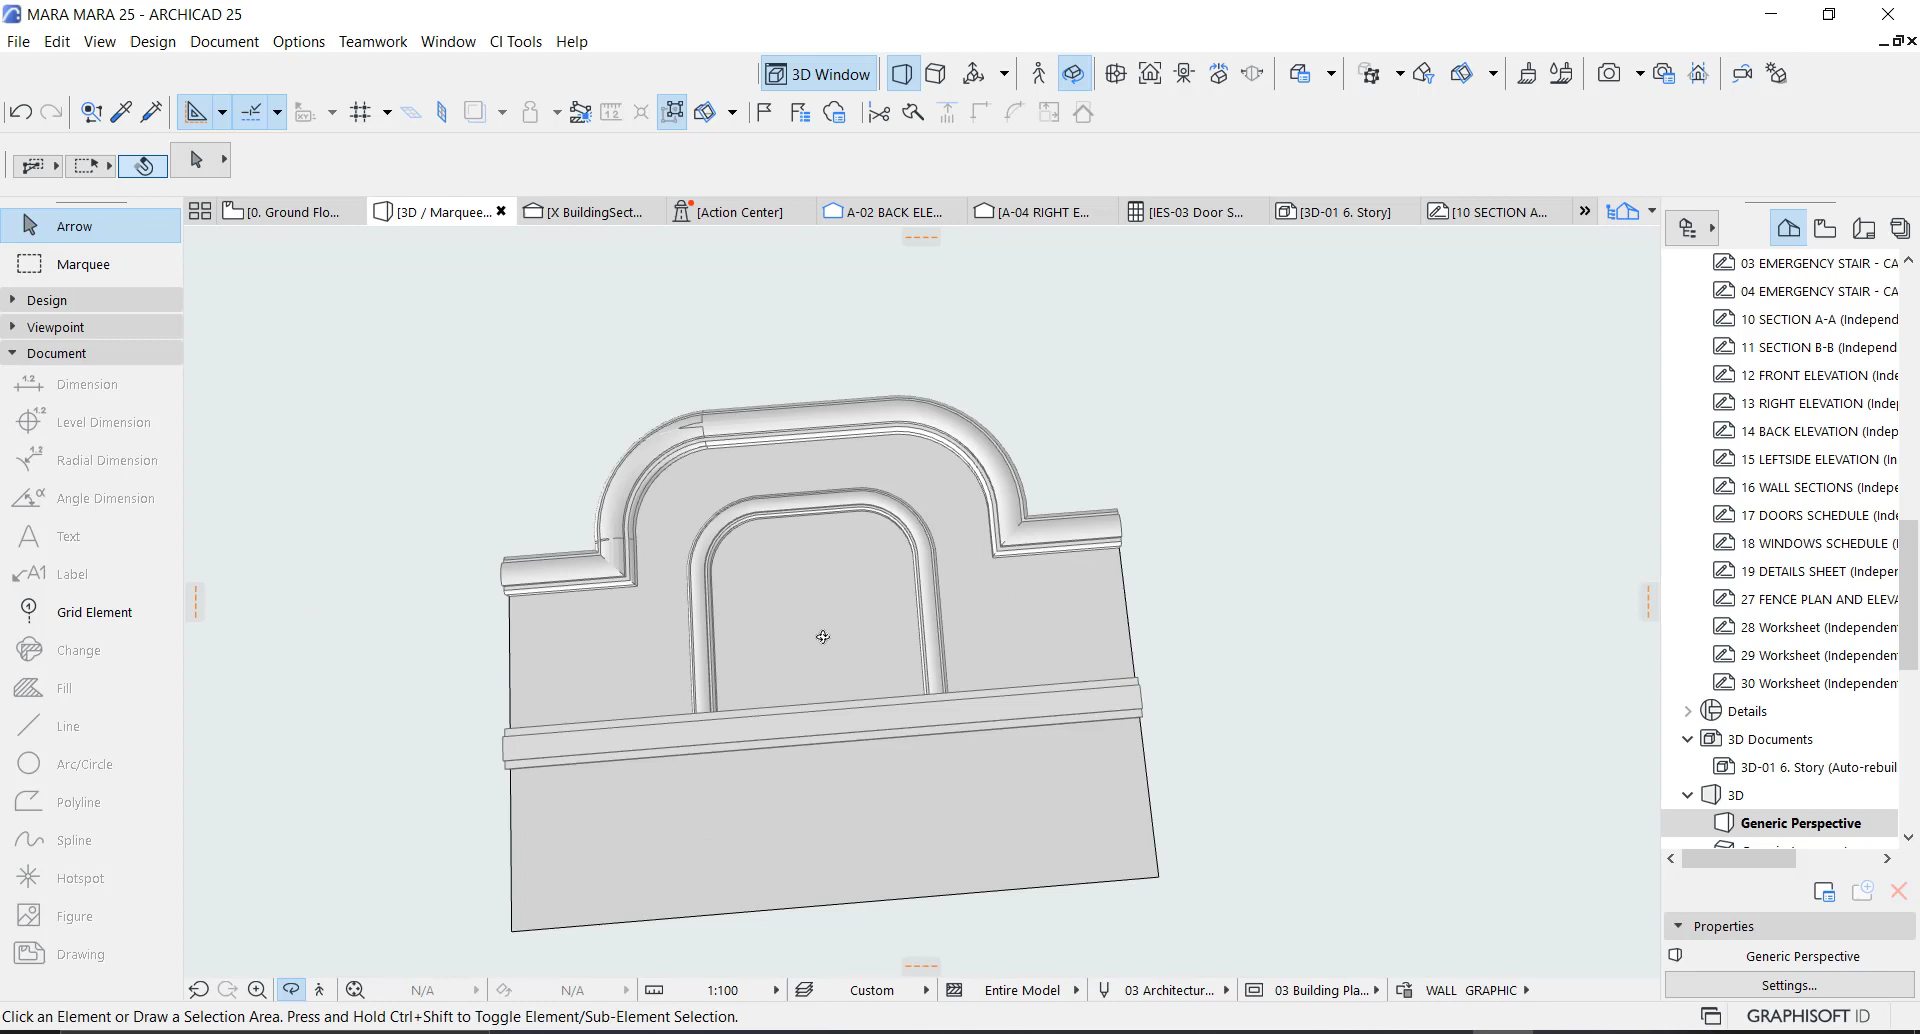 MARA MARA 25 - ARCHICAD 25
File Edit View Design Document Options Teamwork Window CI Tools Help
3D Window
[0. Ground Flo...
[3D / Marquee...
[X BuildingSect...
[Action Center]
A-02 BACK ELE...
[A-04 RIGHT E...
[IES-03 Door S...
[3D-01 6. Story]
[10 SECTION A...
Arrow
Marquee
Design
Viewpoint
Document
Dimension
Level Dimension
Radial Dimension
Angle Dimension
Text
Label
Grid Element
Change
Fill
Line
Arc/Circle
Polyline
Spline
Hotspot
Figure
Drawing
03 EMERGENCY STAIR - CA
04 EMERGENCY STAIR - CA
10 SECTION A-A (Independ
11 SECTION B-B (Independ
12 FRONT ELEVATION (Inde
13 RIGHT ELEVATION (Indep
14 BACK ELEVATION (Indep
15 LEFTSIDE ELEVATION (In
16 WALL SECTIONS (Indepe
17 DOORS SCHEDULE (Inde
18 WINDOWS SCHEDULE (I
19 DETAILS SHEET (Indeper
27 FENCE PLAN AND ELEVA
28 Worksheet (Independen
29 Worksheet (Independen
30 Worksheet (Independen
Details
3D Documents
3D-01 6. Story (Auto-rebuil
3D
Generic Perspective
Properties
Generic Perspective
Settings...
N/A
N/A
1:100
Custom
Entire Model
03 Architectur...
03 Building Pla...
WALL GRAPHIC
Click an Element or Draw a Selection Area. Press and Hold Ctrl+Shift to Toggle Element/Sub-Element Selection.
GRAPHISOFT ID